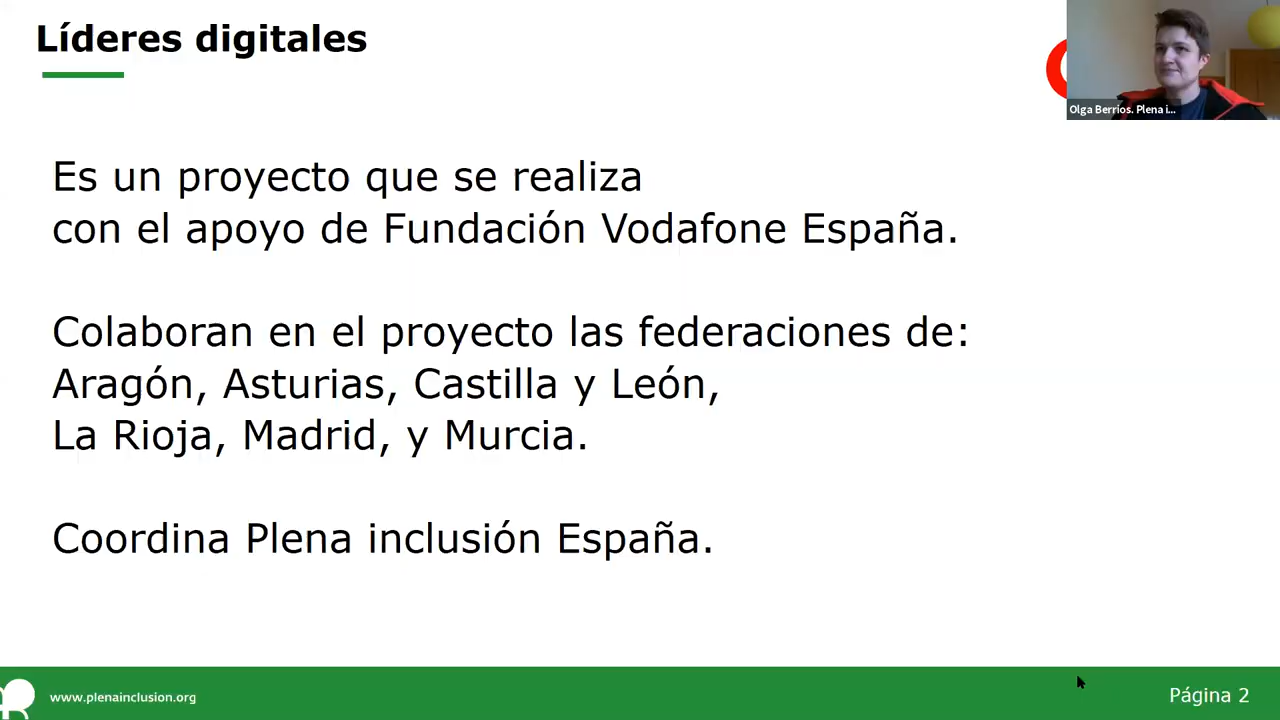 Líderes digitales
Olga Berrios. Plena i...
Es un proyecto que se realiza
con el apoyo de Fundación Vodafone España.
Colaboran en el proyecto las federaciones de:
Aragón, Asturias, Castilla y León,
La Rioja, Madrid, y Murcia.
Coordina Plena inclusión España.
www.plenainclusion.org
Página 2